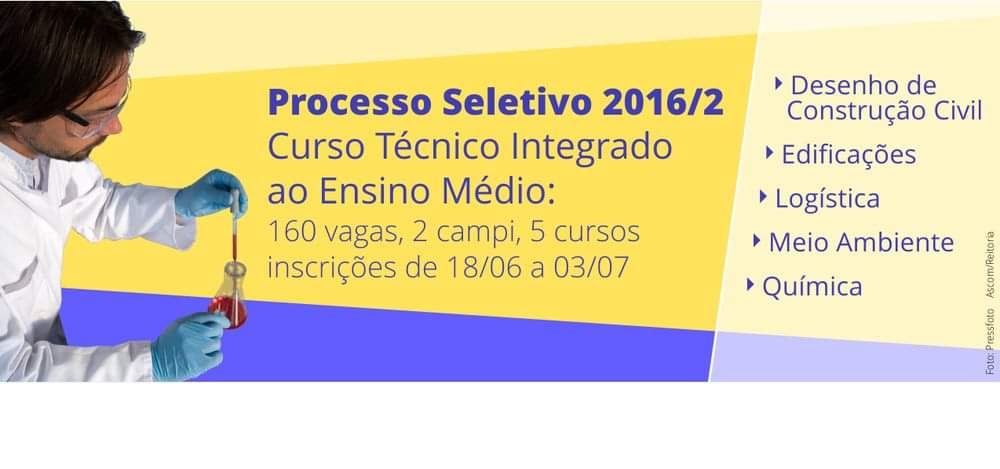 Processo Seletivo 2016/2
Curso Técnico Integrado
ao Ensino Médio:
160 vagas, 2 campi, 5 cursos
inscrições de 18/06 a 03/07
Desenho de
Construção Civil
Edificações
Logística
Meio Ambiente
Química
Foto: Pressfoto Ascom/Reitoria